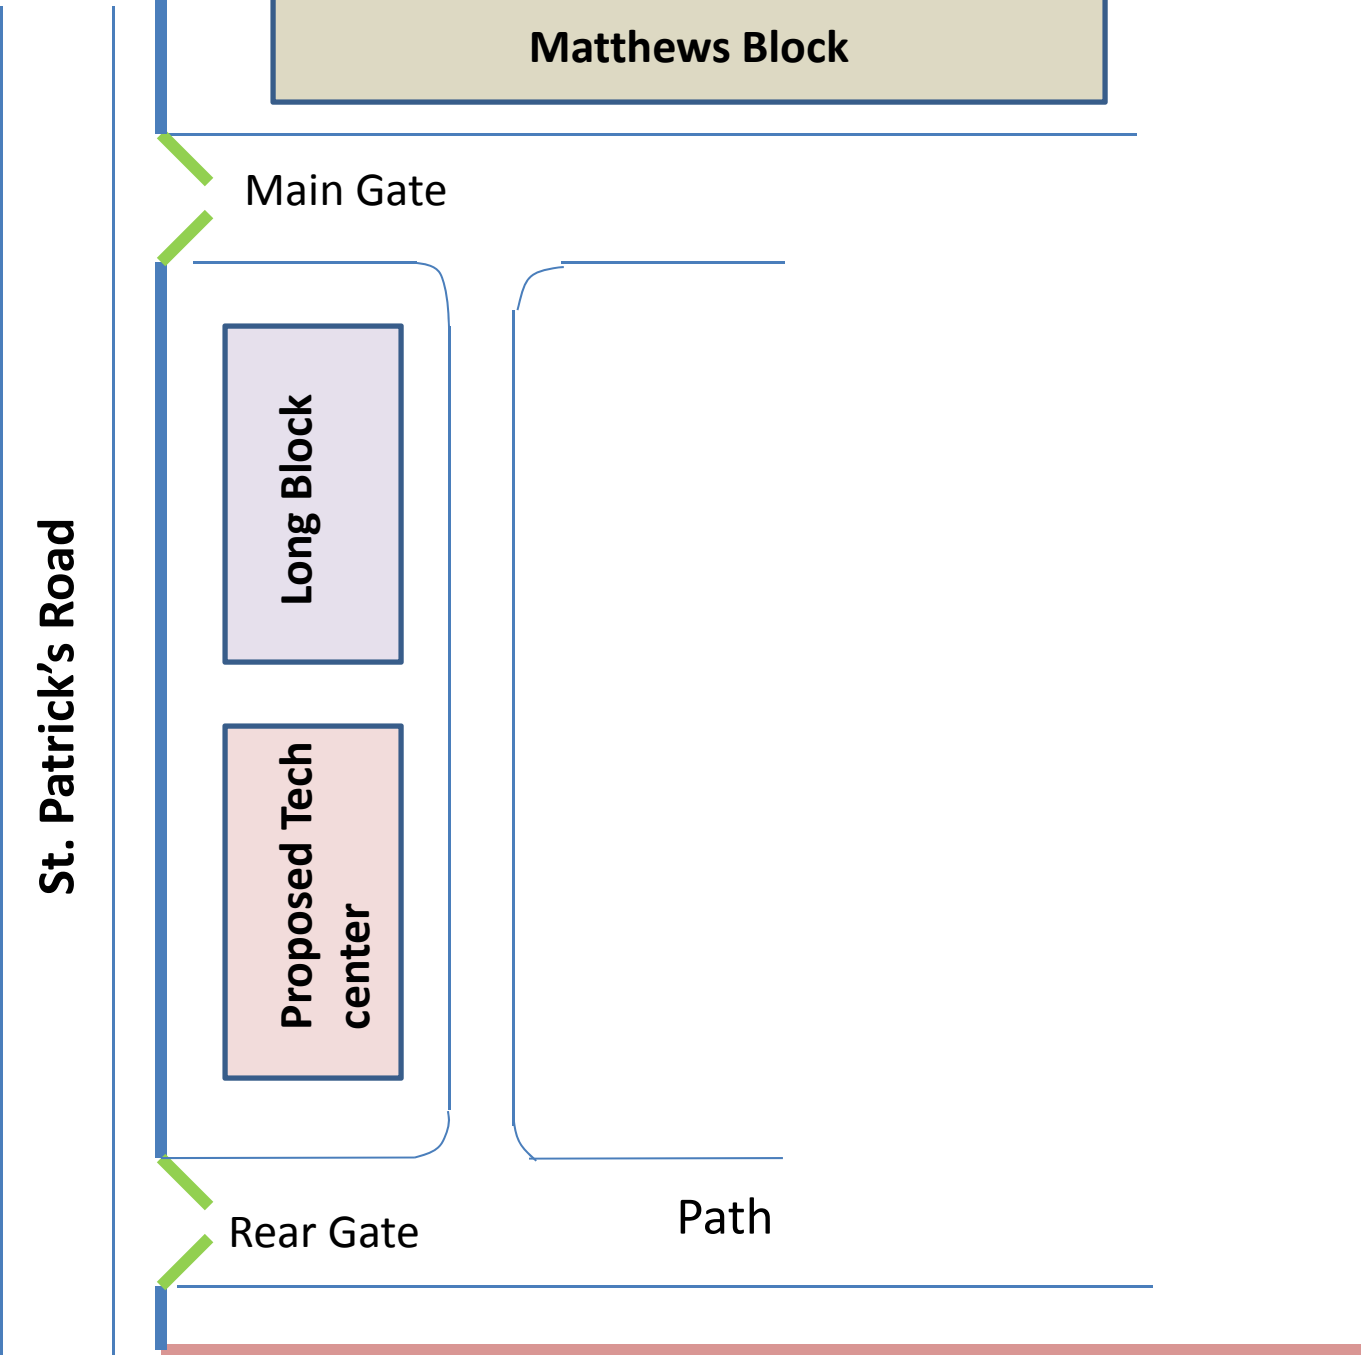 Matthews Block
Main Gate
Long Block
St. Patrick’s Road
Proposed Tech
center
Path
Rear Gate